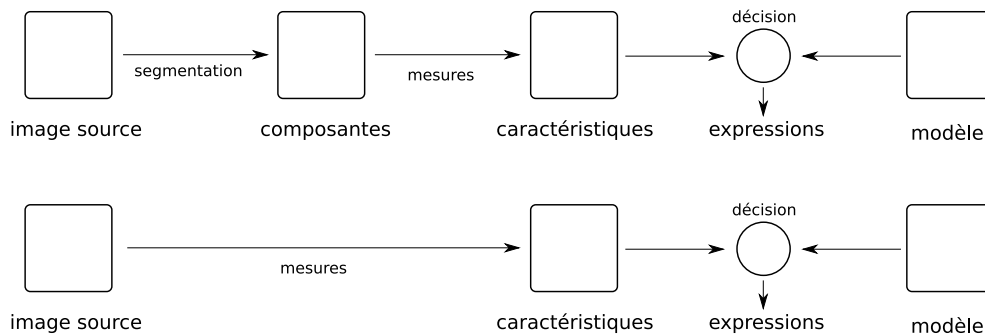 décision
segmentation
mesures
image source
composantes
caractéristiques
expressions
modèle
décision
mesures
image source
caractéristiques
expressions
modèle